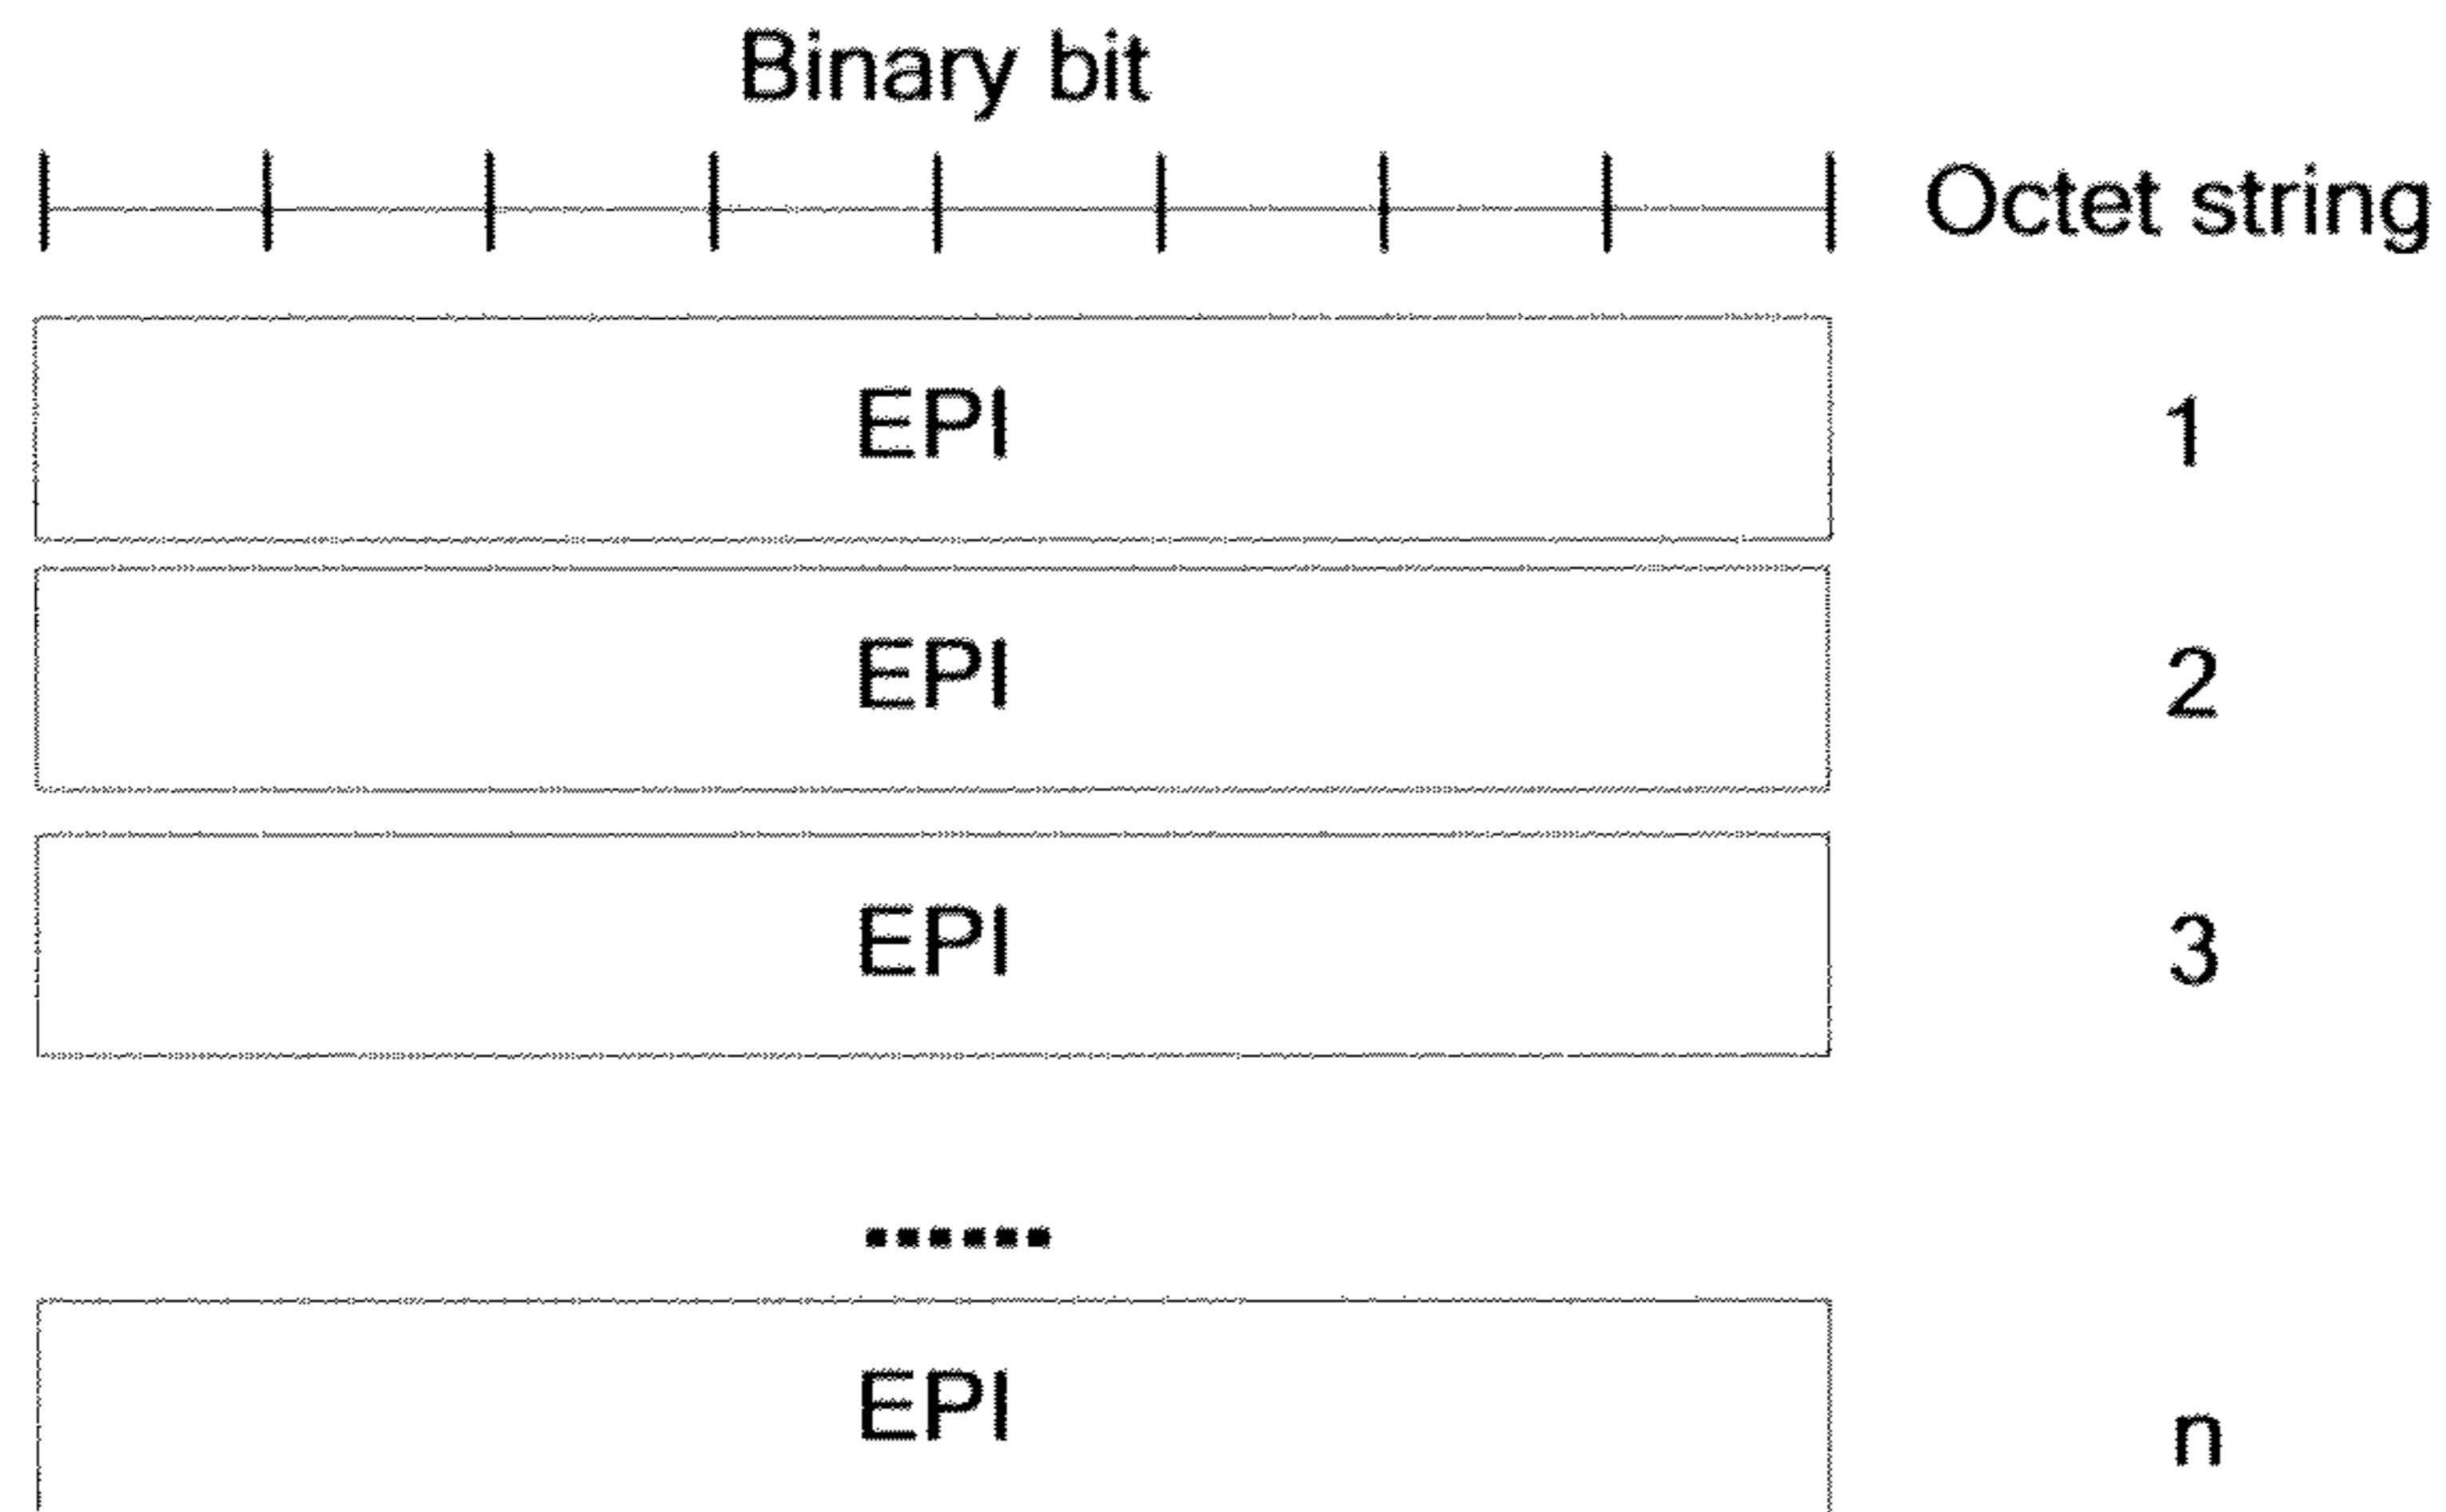 Binary bit
Octet string
EPI 1
EPI 2
EPI 3
......
EPI n